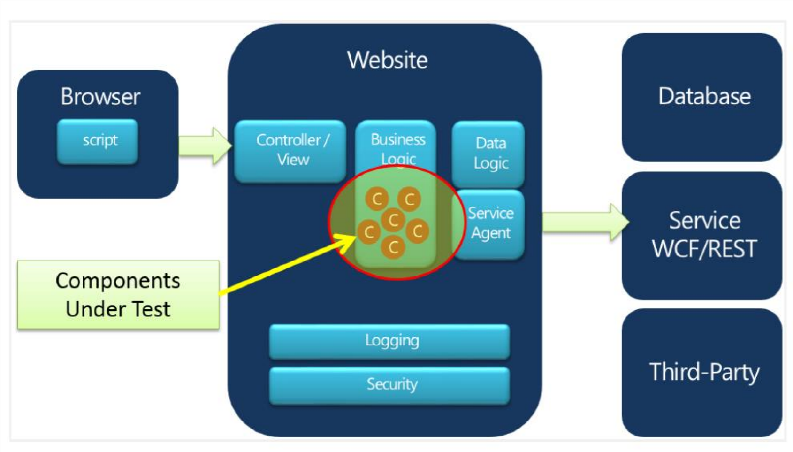 Website
Browser
script
Controller /
View
Business
Logic
Data
Logic
Service
Agent
C
C
C
C
C
C
Components
Under Test
Logging
Security
Database
Service
WCF/REST
Third-Party